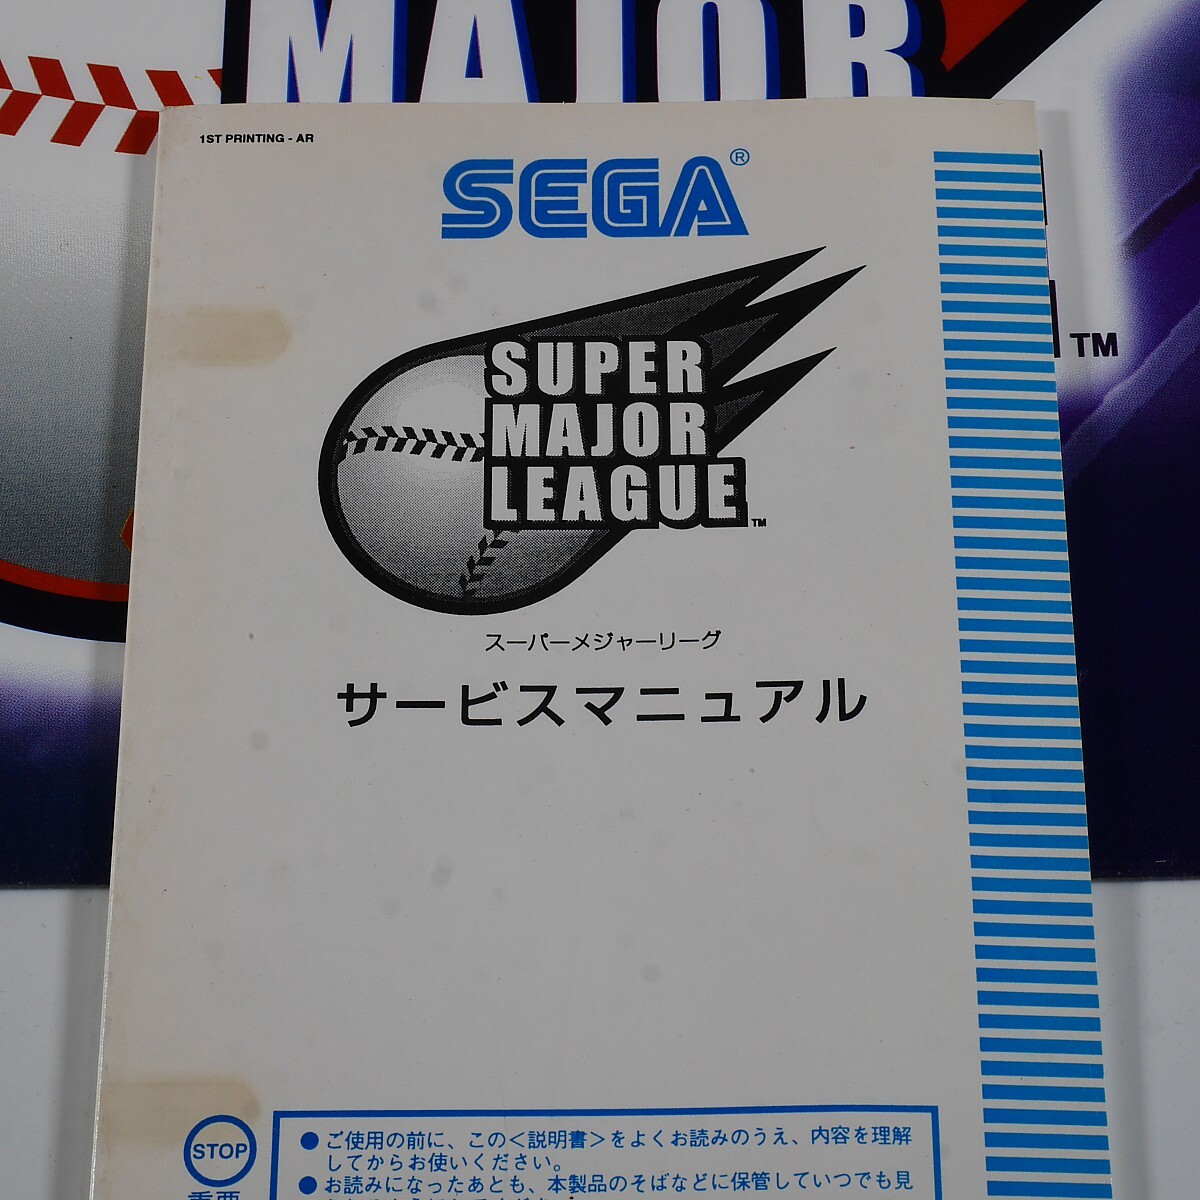 MAJOR
TM
1ST PRINTING - AR
SEGA®
SUPER
MAJOR
LEAGUE™
スーパーメジャーリーグ
サービスマニュアル
STOP
重要
●ご使用の前に、この<説明書>をよくお読みのうえ、内容を理解
してからお使いください。
●お読みになったあとも、本製品のそばなどに保管していつでも見